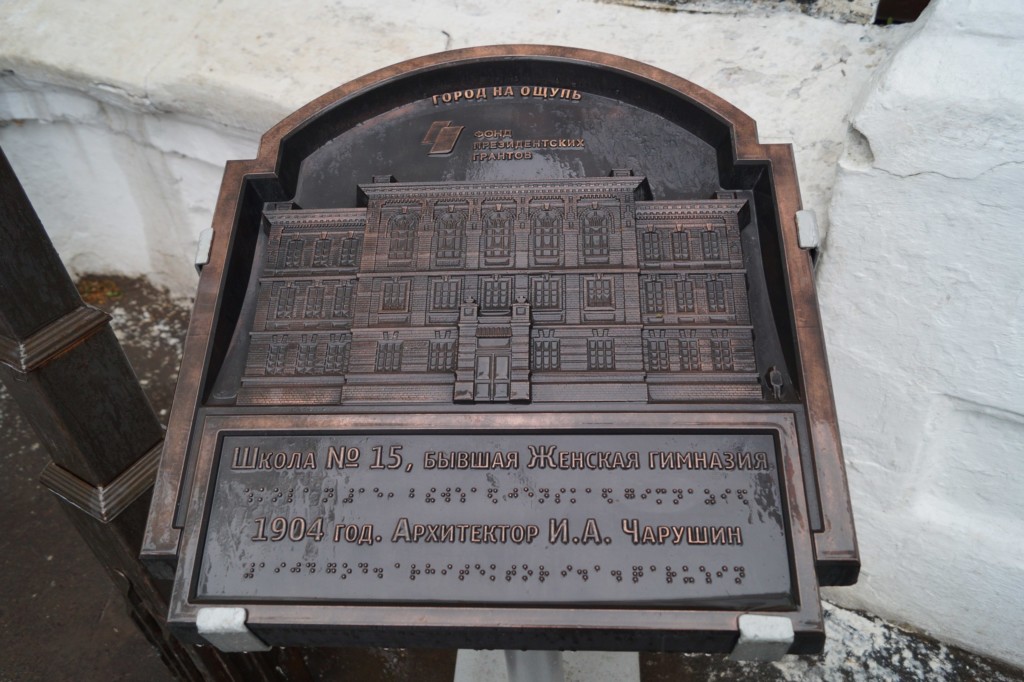 ГОРОД НА ОЩУПЬ
ФОНД
ПРЕЗИДЕНТСКИХ
ГРАНТОВ
Школа № 15, бывшая Женская гимназия.
1904 год. Архитектор И.А. Чарушин